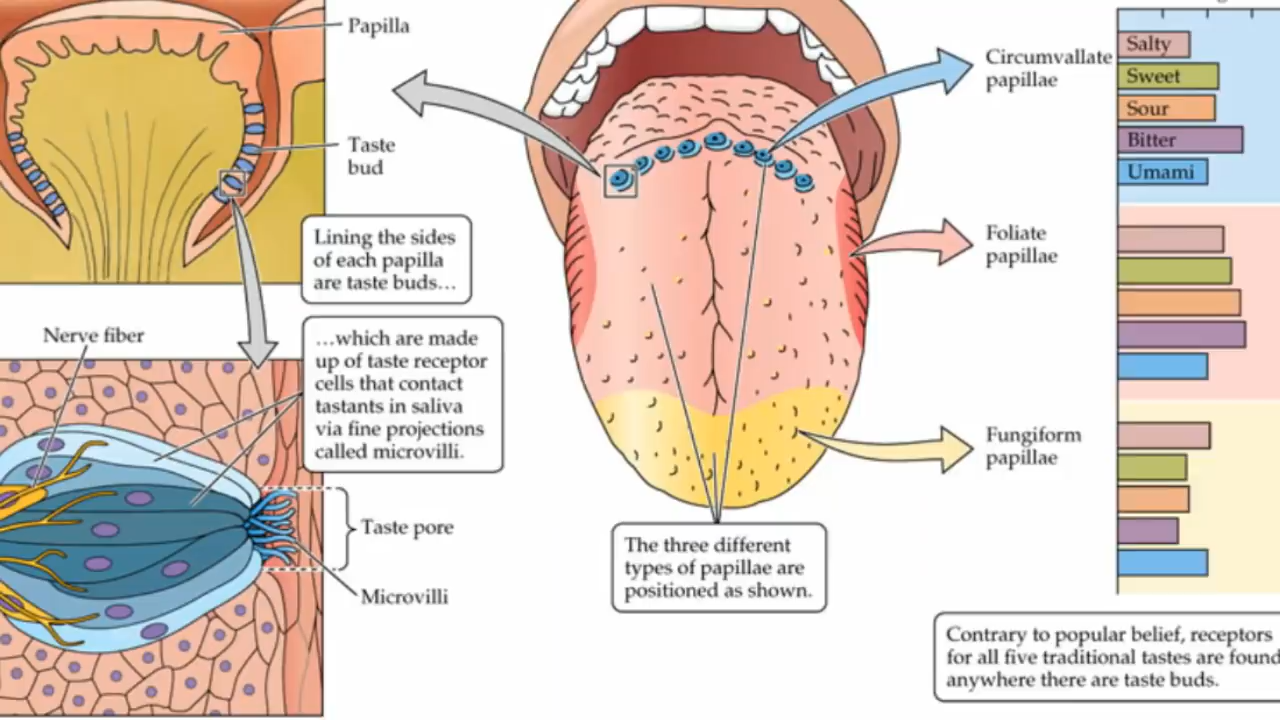 Papilla
Taste
bud
Lining the sides
of each papilla
are taste buds…
Nerve fiber
…which are made
up of taste receptor
cells that contact
tastants in saliva
via fine projections
called microvilli.
Taste pore
Microvilli
The three different
types of papillae are
positioned as shown.
Circumvallate
papillae
Foliate
papillae
Fungiform
papillae
Salty
Sweet
Sour
Bitter
Umami
Contrary to popular belief, receptors
for all five traditional tastes are found
anywhere there are taste buds.